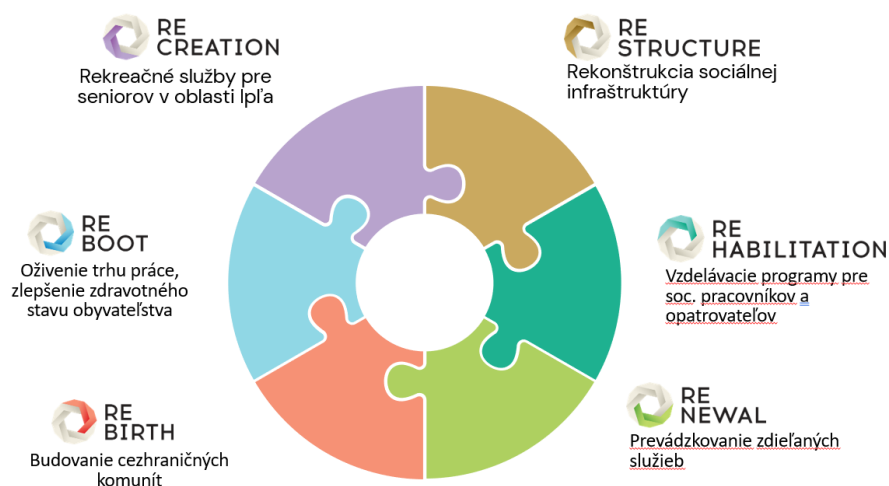 RE
CREATION
Rekreačné služby pre
seniorov v oblasti Ipľa
RE
STRUCTURE
Rekonštrukcia sociálnej
infraštruktúry
RE
BOOT
Oživenie trhu práce,
zlepšenie zdravotného
stavu obyvateľstva
RE
HABILITATION
Vzdelávacie programy pre
soc. pracovníkov a
opatrovateľov
RE
BIRTH
Budovanie cezhraničných
komunít
RE
NEWAL
Prevádzkovanie zdieľaných
služieb